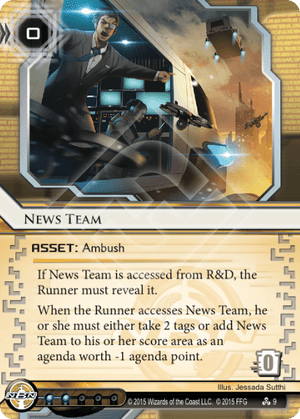 0
NEWS TEAM
ASSET: Ambush
If News Team is accessed from R&D, the
Runner must reveal it.
When the Runner accesses News Team, he
or she must either take 2 tags or add News
Team to his or her score area as an
agenda worth -1 agenda point.
0
Illus. Jessada Sutthi
NBN
© 2015 Wizards of the Coast LLC. © 2015 FFG
9